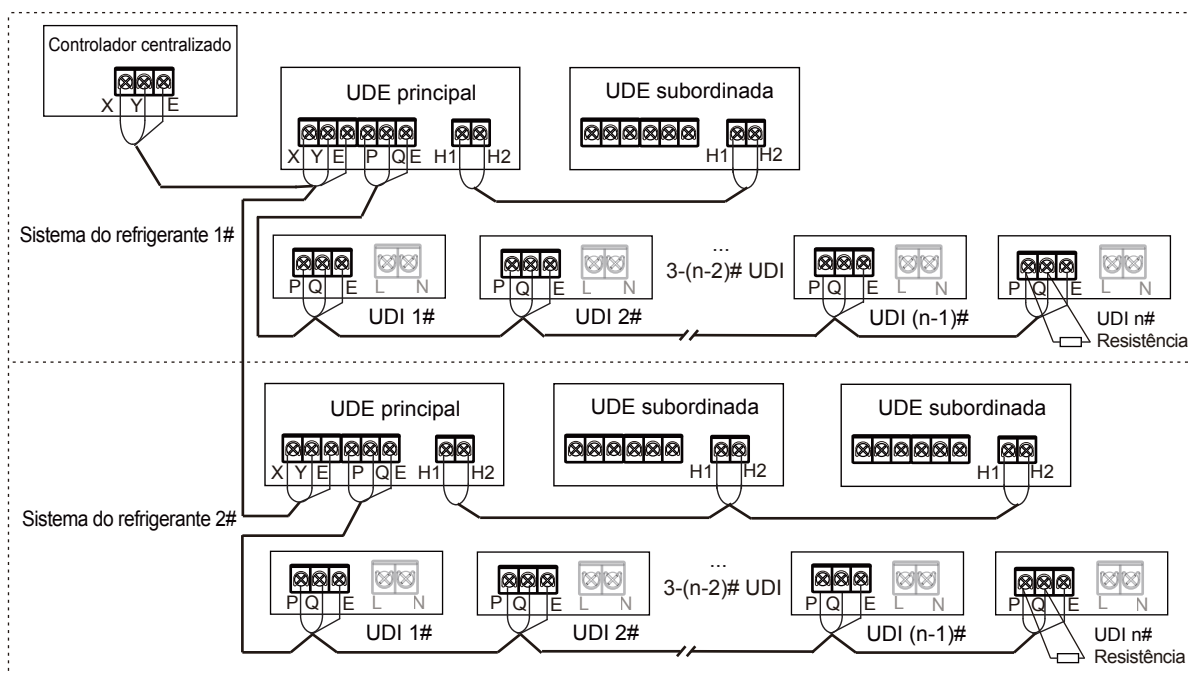 Controlador centralizado
X Y E
UDE principal
X Y E P Q E H1 H2
UDE subordinada
H1 H2
Sistema do refrigerante 1#
P Q E L N
UDI 1#
P Q E L N
UDI 2#
...
3-(n-2)# UDI
P Q E L N
UDI (n-1)#
P Q E L N
UDI n#
Resistência
UDE principal
X Y E P Q E H1 H2
UDE subordinada
H1 H2
UDE subordinada
H1 H2
Sistema do refrigerante 2#
P Q E L N
UDI 1#
P Q E L N
UDI 2#
...
3-(n-2)# UDI
P Q E L N
UDI (n-1)#
P Q E L N
UDI n#
Resistência